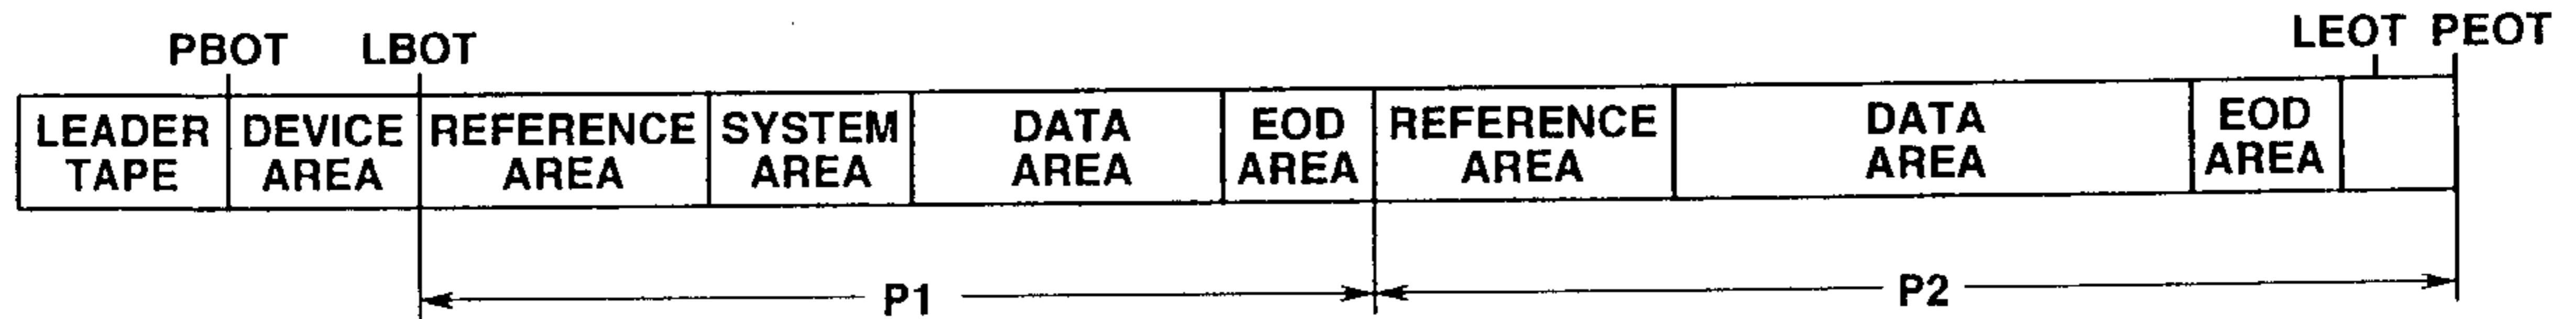 PBOT LBOT LEOT PEOT
LEADER TAPE
DEVICE AREA
REFERENCE AREA
SYSTEM AREA
DATA AREA
EOD AREA
REFERENCE AREA
DATA AREA
EOD AREA
P1 P2